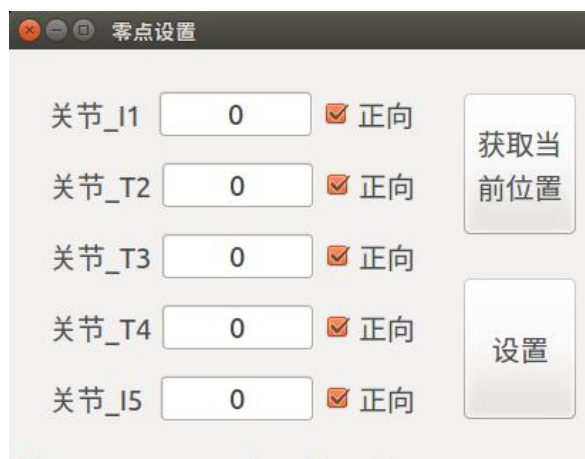 零点设置
关节_I1 0 正向
关节_T2 0 正向
获取当
前位置
关节_T3 0 正向
关节_T4 0 正向
设置
关节_I5 0 正向